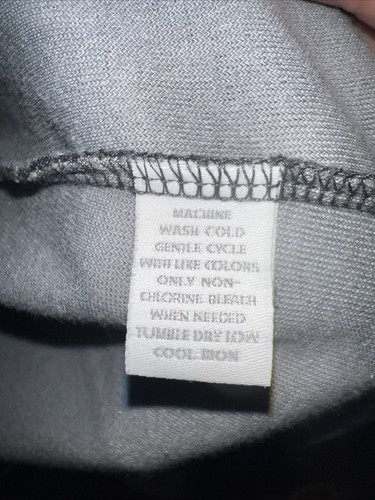 MACHINE
WASH COLD
GENTLE CYCLE
WITH LIKE COLORS
ONLY NON-
CHLORINE BLEACH
WHEN NEEDED
TUMBLE DRY LOW
COOL IRON